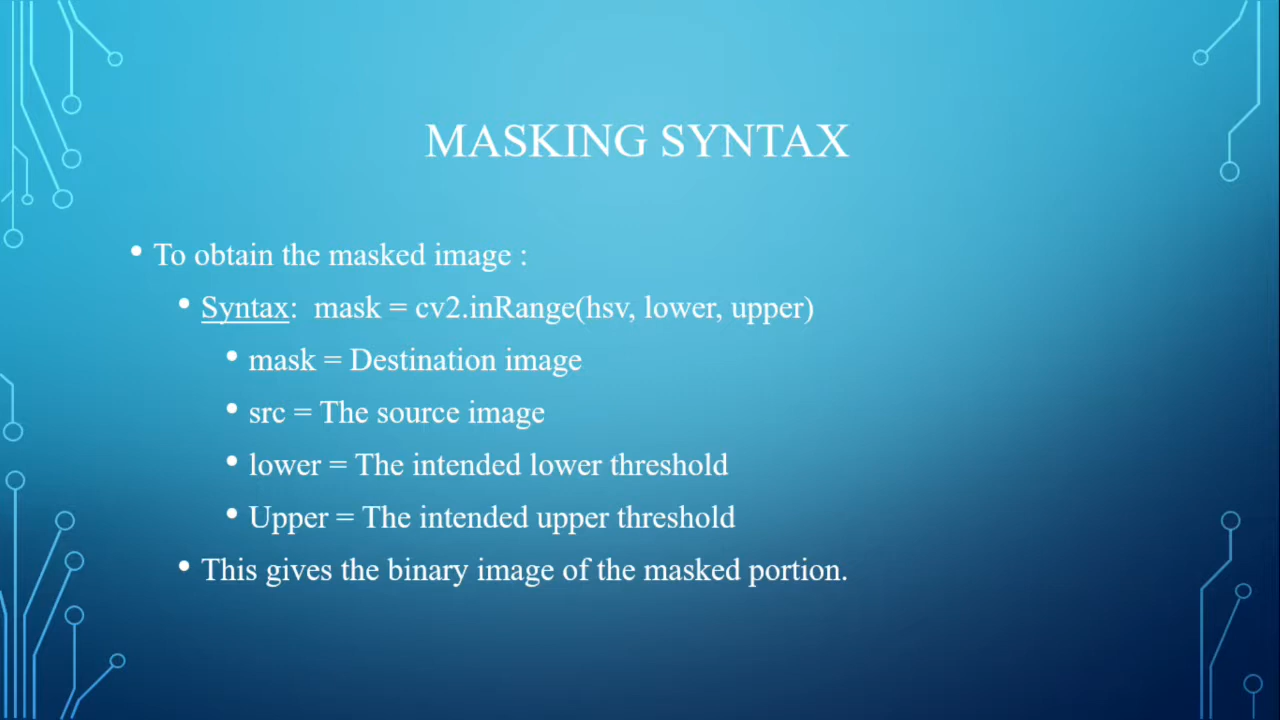 MASKING SYNTAX
• To obtain the masked image :
• Syntax:  mask = cv2.inRange(hsv, lower, upper)
• mask = Destination image
• src = The source image
• lower = The intended lower threshold
• Upper = The intended upper threshold
• This gives the binary image of the masked portion.